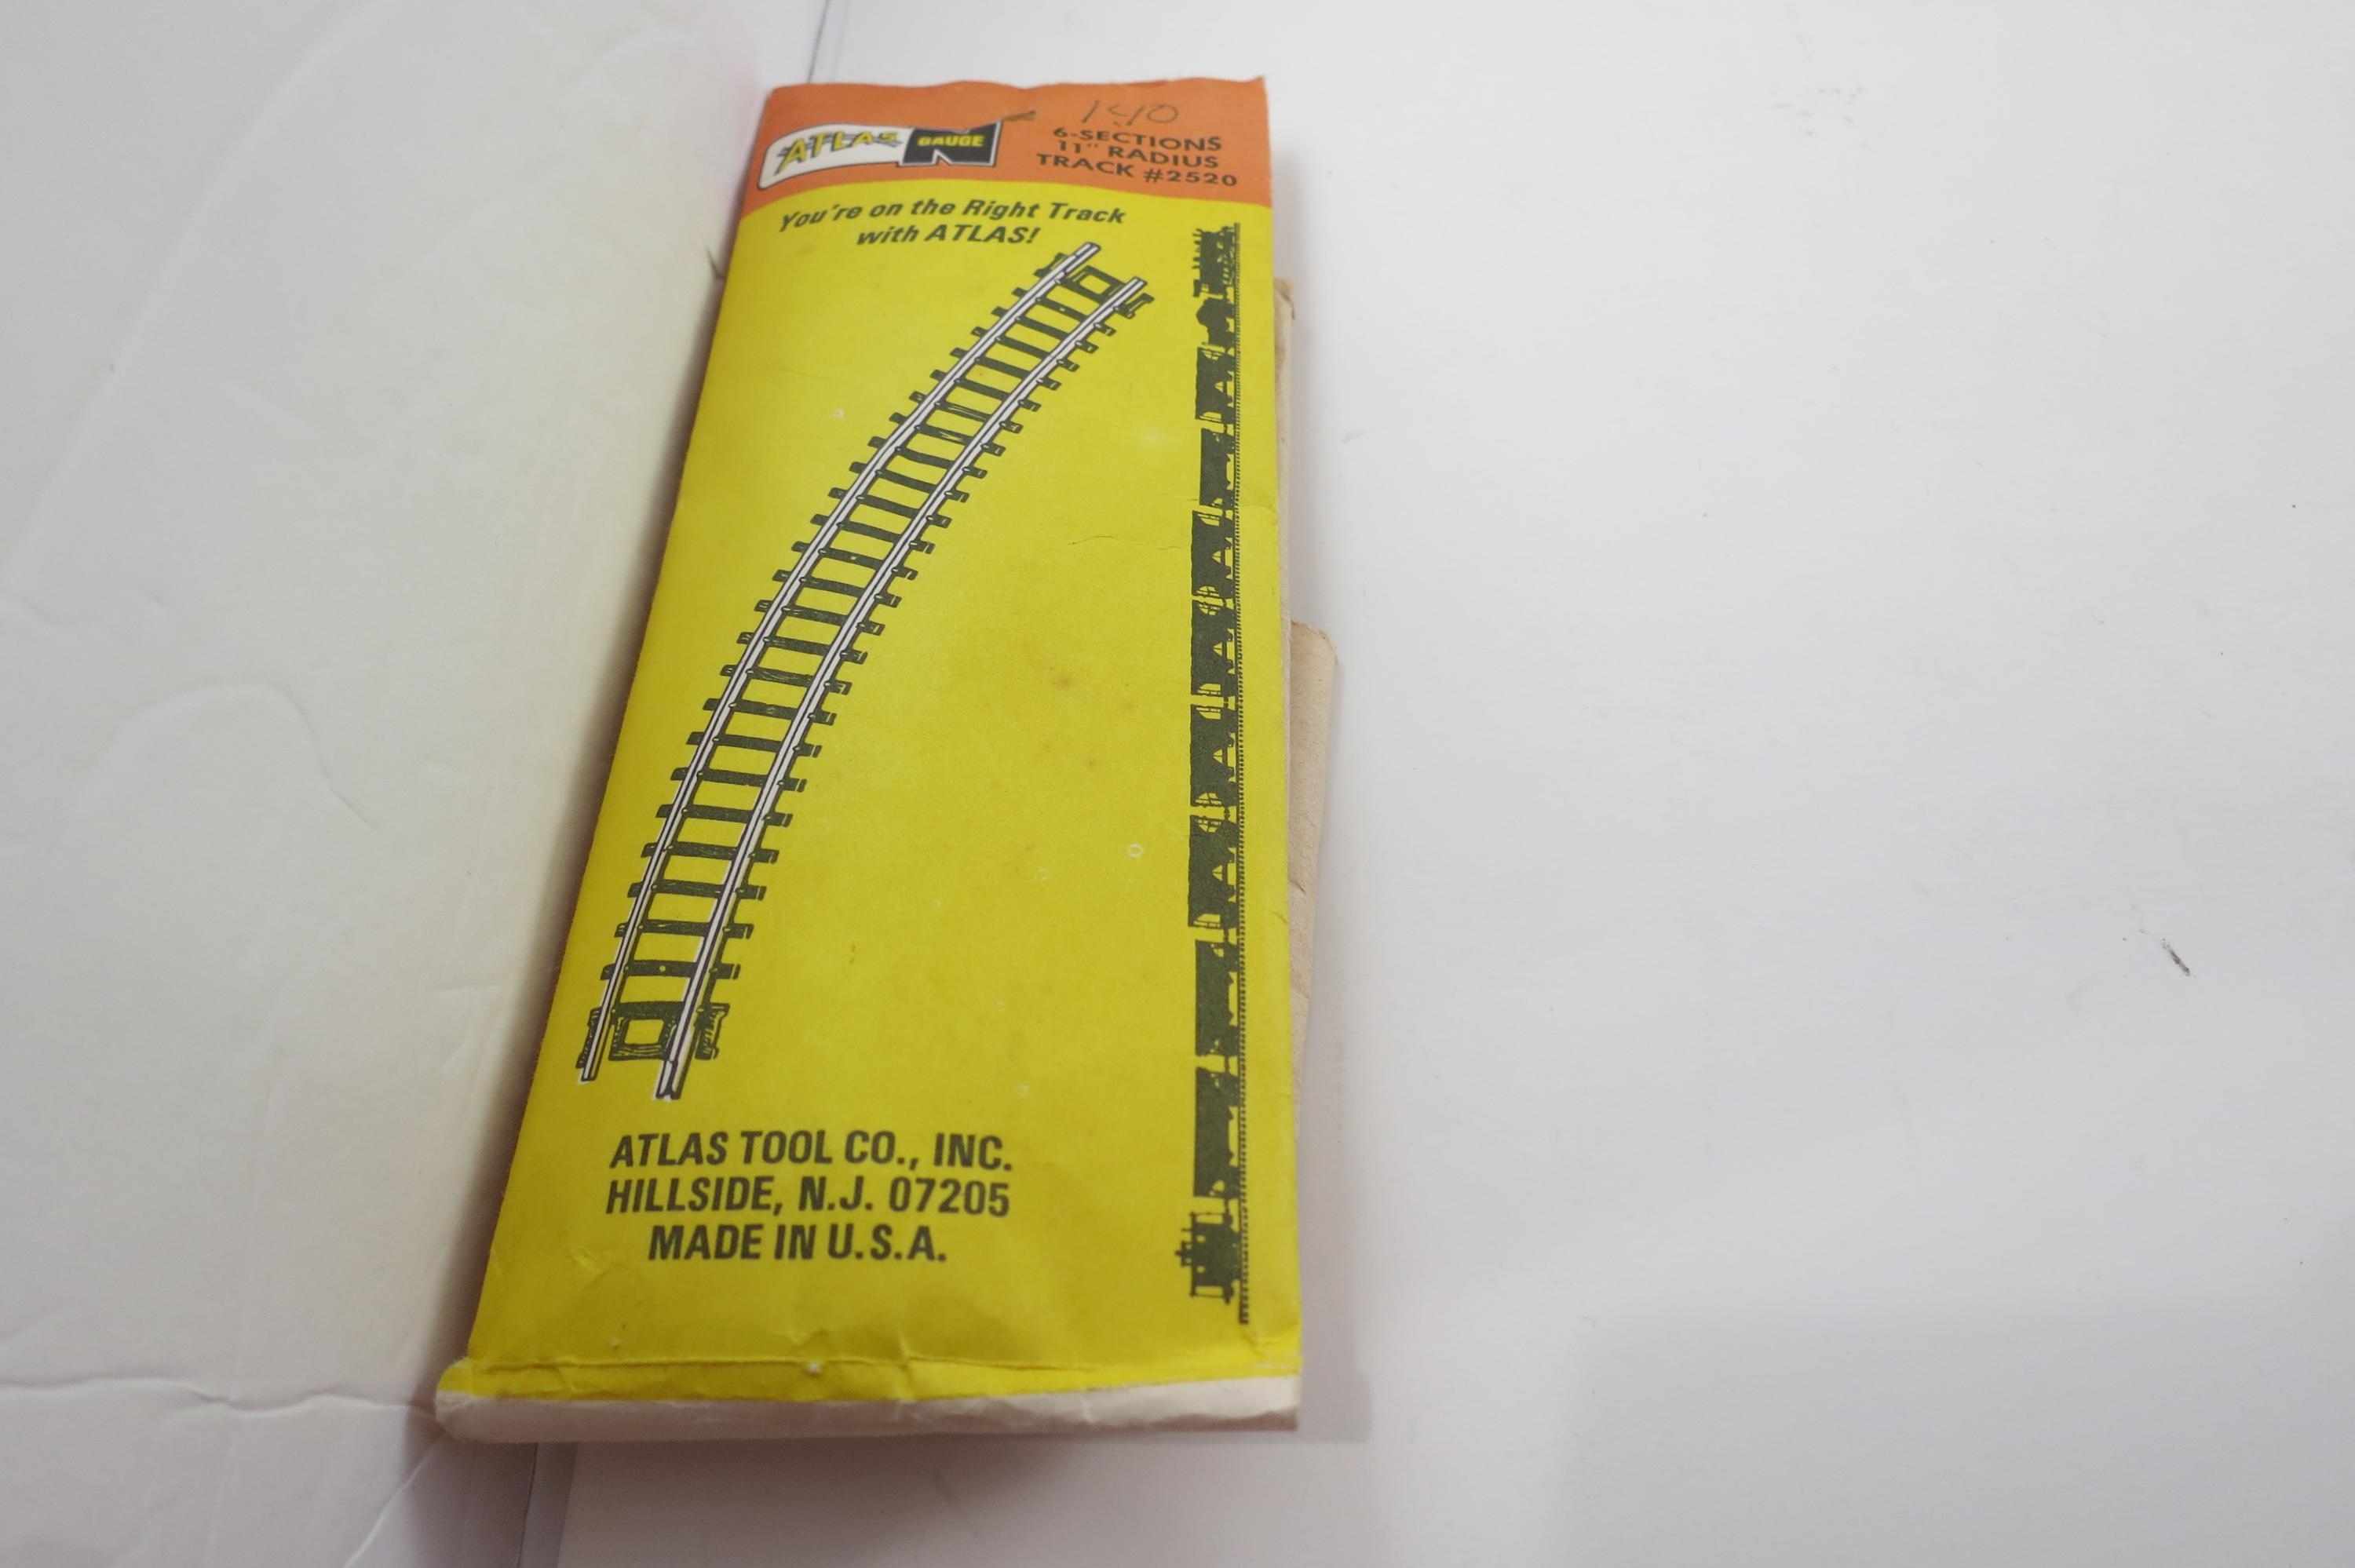 140
ATLAS N GAUGE
6-SECTIONS
11" RADIUS
TRACK #2520
You're on the Right Track
with ATLAS!
ATLAS TOOL CO., INC.
HILLSIDE, N.J. 07205
MADE IN U.S.A.